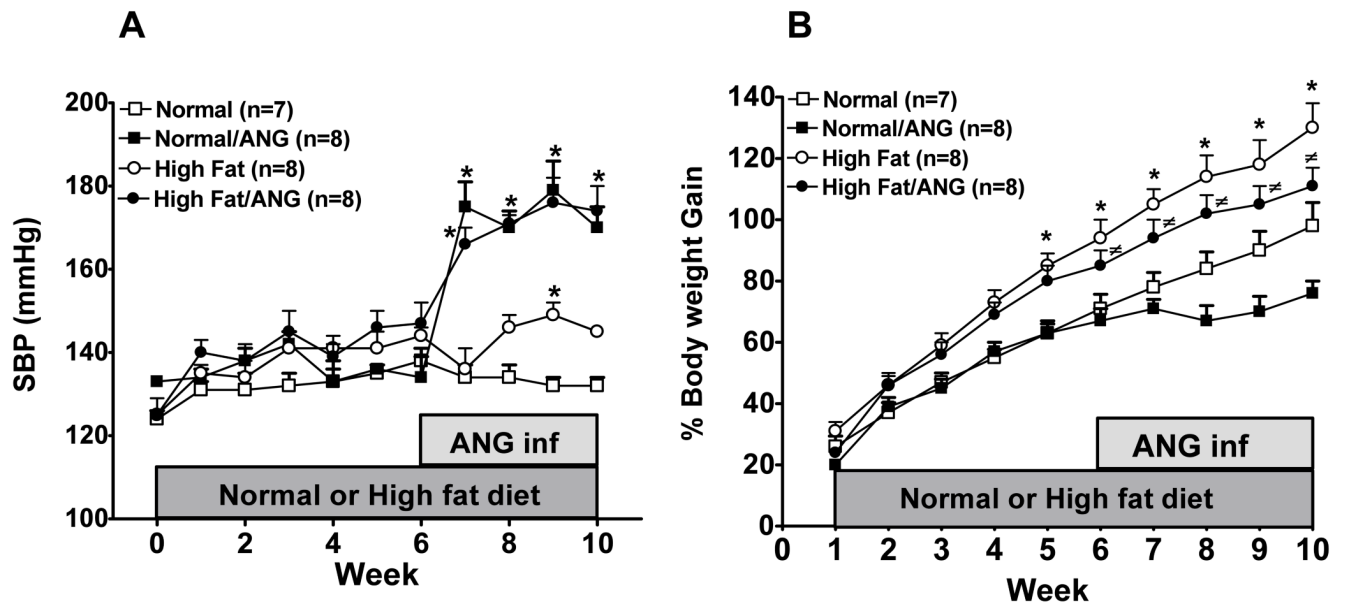 A
SBP (mmHg)
200
180
160
140
120
100
Normal (n=7)
Normal/ANG (n=8)
High Fat (n=8)
High Fat/ANG (n=8)
* * * * * *
ANG inf
Normal or High fat diet
0 2 4 6 8 10
Week
B
% Body weight Gain
140
120
100
80
60
40
20
0
Normal (n=7)
Normal/ANG (n=8)
High Fat (n=8)
High Fat/ANG (n=8)
* * * * * *
≠ ≠ ≠ ≠ ≠
ANG inf
Normal or High fat diet
0 1 2 3 4 5 6 7 8 9 10
Week